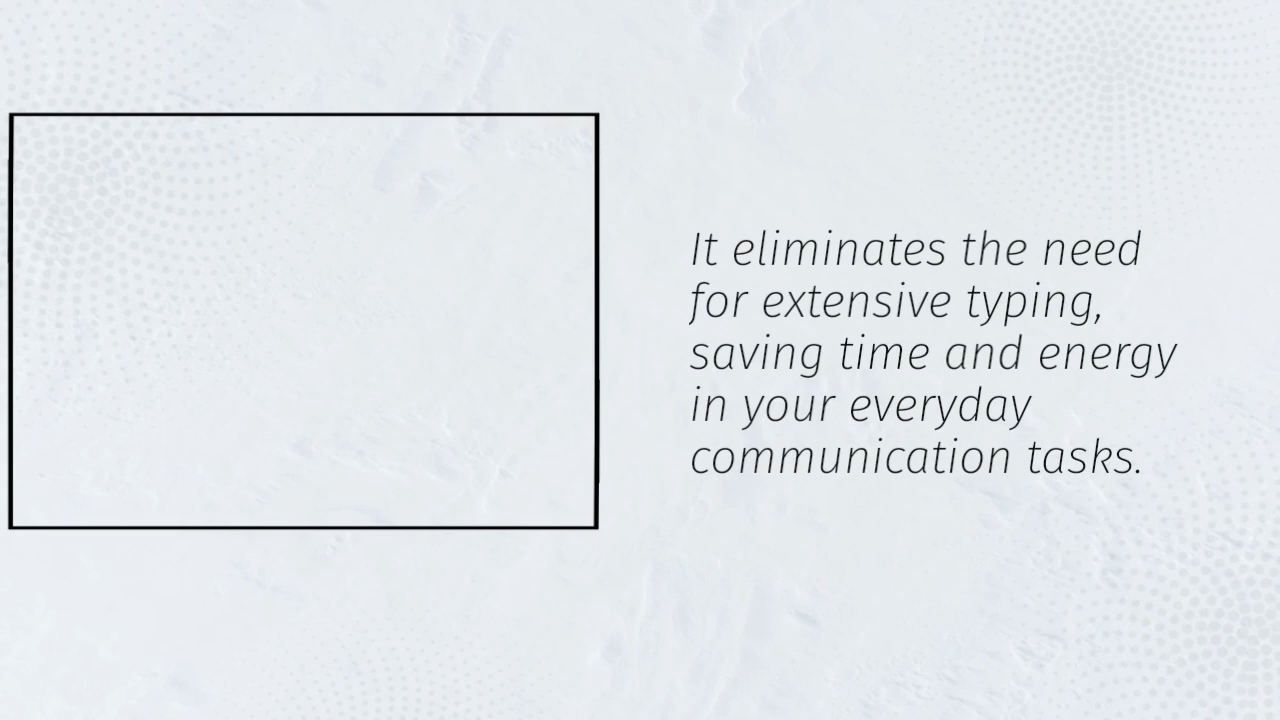 It eliminates the need
for extensive typing,
saving time and energy
in your everyday
communication tasks.